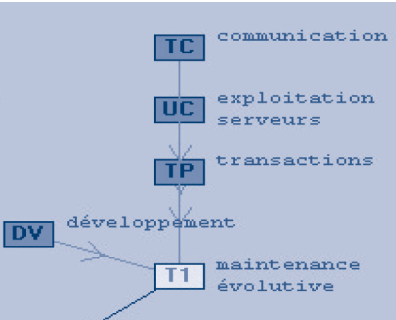 TC communication
UC exploitation
serveurs
TP transactions
DV développement
T1 maintenance
évolutive